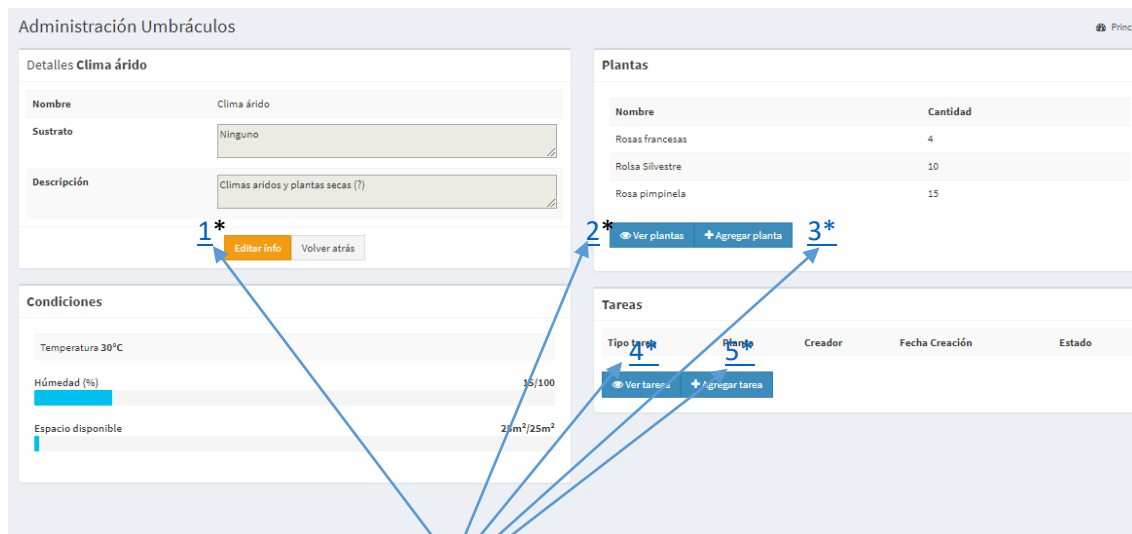 Administración Umbráculos
Princ
Detalles Clima árido
Nombre Clima árido
Sustrato Ninguno
Descripción Climas aridos y plantas secas (?)
1*
Editar info Volver atrás
Condiciones
Temperatura 30°C
Húmedad (%) 15/100
Espacio disponible 25m²/25m²
Plantas
Nombre Cantidad
Rosas francesas 4
Rolsa Silvestre 10
Rosa pimpinela 15
2* Ver plantas Agregar planta 3*
Tareas
Tipo tarea Planta Creador Fecha Creación Estado
4* 5*
Ver tareas Agregar tarea